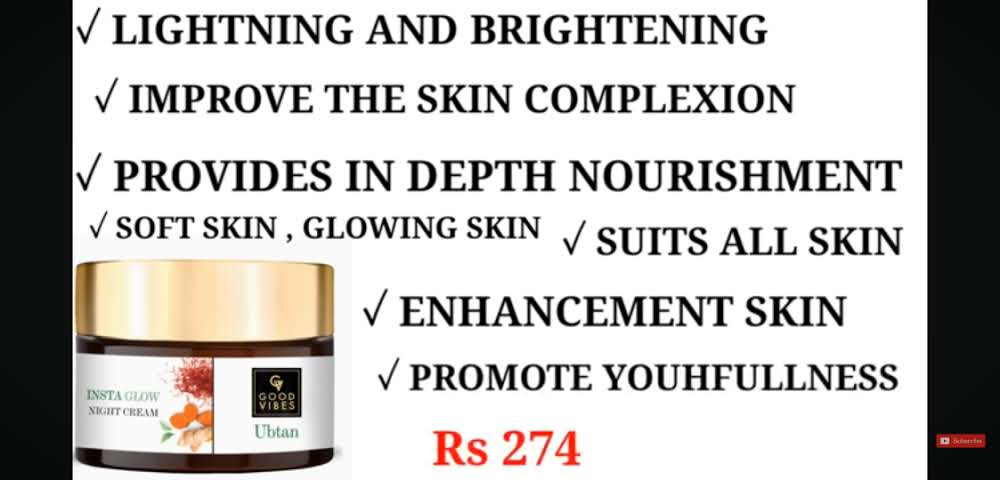 √ LIGHTNING AND BRIGHTENING
√ IMPROVE THE SKIN COMPLEXION
√ PROVIDES IN DEPTH NOURISHMENT
√ SOFT SKIN , GLOWING SKIN
√ SUITS ALL SKIN
√ ENHANCEMENT SKIN
√ PROMOTE YOUHFULLNESS
INSTA GLOW
NIGHT CREAM
GV
GOOD
VIBES
Ubtan
Rs 274
Subscribe